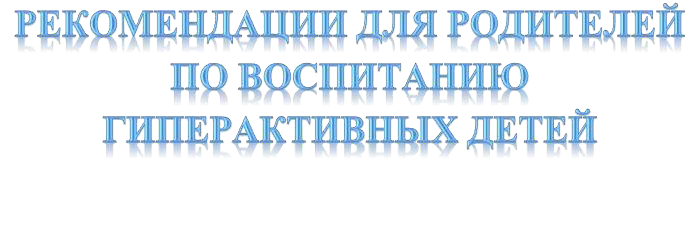 РЕКОМЕНДАЦИИ ДЛЯ РОДИТЕЛЕЙ
ПО ВОСПИТАНИЮ
ГИПЕРАКТИВНЫХ ДЕТЕЙ